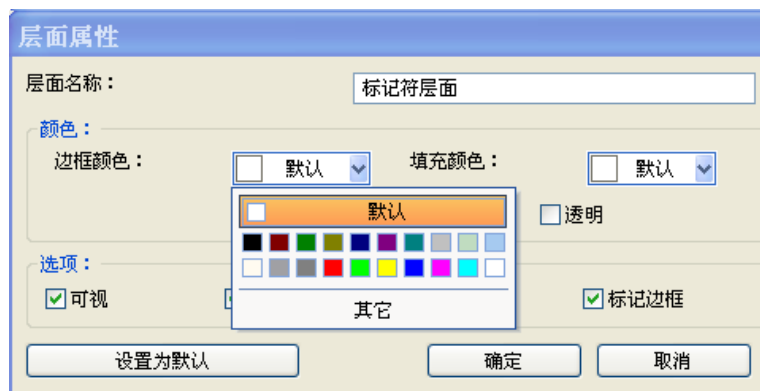 层面属性
层面名称： 标记符层面
颜色：
边框颜色： 默认 填充颜色： 默认
默认
透明
选项：
可视 标记边框
其它
设置为默认 确定 取消